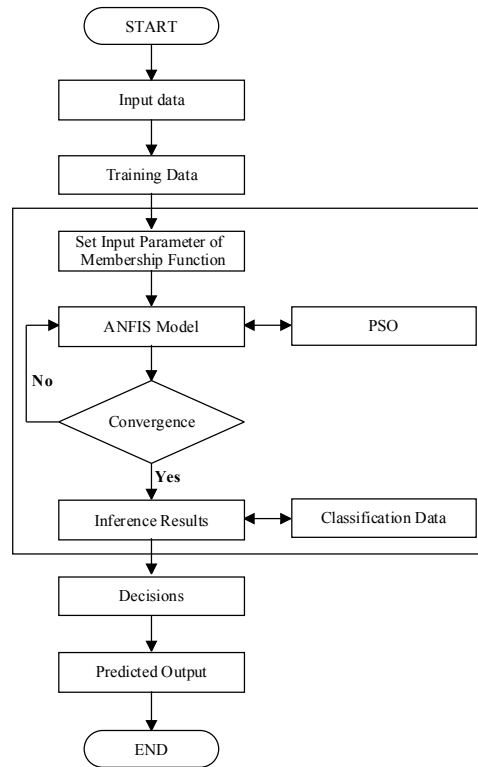 START
Input data
Training Data
Set Input Parameter of
Membership Function
ANFIS Model
PSO
No
Convergence
Yes
Inference Results
Classification Data
Decisions
Predicted Output
END